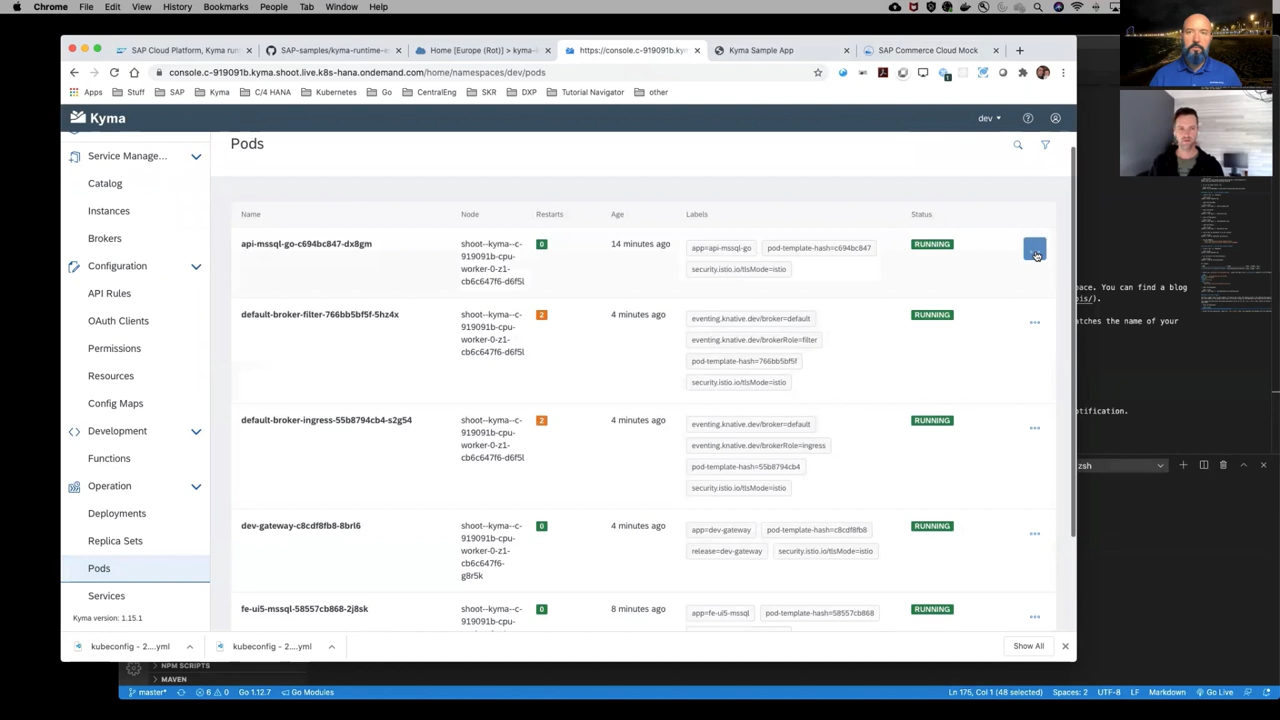 Chrome File Edit View History Bookmarks People Tab Window Help
SAP Cloud Platform, Kyma run
SAP-samples/kyma-runtime-e
Home [Europe (Rot)] > kyma-
https://console.c-919091b.kym
Kyma Sample App
SAP Commerce Cloud Mock
console.c-919091b.kyma.shoot.live.k8s-hana.ondemand.com/home/namespaces/dev/pods
Apps Stuff SAP Kyma C/4 HANA Kubernetes Go CentralEng SKR DXP Tutorial Navigator other
Kyma
dev
Service Manage...
Catalog
Instances
Brokers
Configuration
API Rules
OAuth Clients
Permissions
Resources
Config Maps
Development
Functions
Operation
Deployments
Replica Sets
Pods
Services
Kyma version: 1.15.1
Pods
Name Node Restarts Age Labels Status
api-mssql-go-c694bc847-dx8gm
shoot--kyma--c-
919091b-cpu-
worker-0-z1-
cb6c647f6-d6f5l
0
14 minutes ago
app=api-mssql-go pod-template-hash=c694bc847
security.istio.io/tlsMode=istio
RUNNING
default-broker-filter-766bb5bf5f-5hz4x
shoot--kyma--c-
919091b-cpu-
worker-0-z1-
cb6c647f6-d6f5l
2
4 minutes ago
eventing.knative.dev/broker=default
eventing.knative.dev/brokerRole=filter
pod-template-hash=766bb5bf5f
security.istio.io/tlsMode=istio
RUNNING
default-broker-ingress-55b8794cb4-s2g54
shoot--kyma--c-
919091b-cpu-
worker-0-z1-
cb6c647f6-d6f5l
2
4 minutes ago
eventing.knative.dev/broker=default
eventing.knative.dev/brokerRole=ingress
pod-template-hash=55b8794cb4
security.istio.io/tlsMode=istio
RUNNING
dev-gateway-c8cdf8fb8-8brl6
shoot--kyma--c-
919091b-cpu-
worker-0-z1-
cb6c647f6-
g8r5k
0
4 minutes ago
app=dev-gateway pod-template-hash=c8cdf8fb8
release=dev-gateway security.istio.io/tlsMode=istio
RUNNING
fe-ui5-mssql-58557cb868-2j8sk
shoot--kyma--c-
919091b-cpu-
0
8 minutes ago
app=fe-ui5-mssql pod-template-hash=58557cb868
RUNNING
kubeconfig - 2....yml
kubeconfig - 2....yml
Show All
pace. You can find a blog
is/).
atches the name of your
otification.
zsh
NPM SCRIPTS
MAVEN
master* 6 0 Go 1.12.7 Go Modules
Ln 175, Col 1 (48 selected) Spaces: 2 UTF-8 LF Markdown Go Live